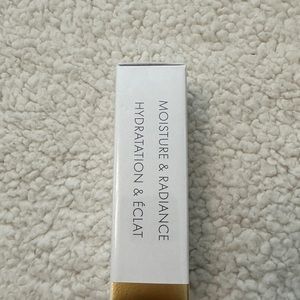 MOISTURE & RADIANCE
HYDRATATION & ÉCLAT